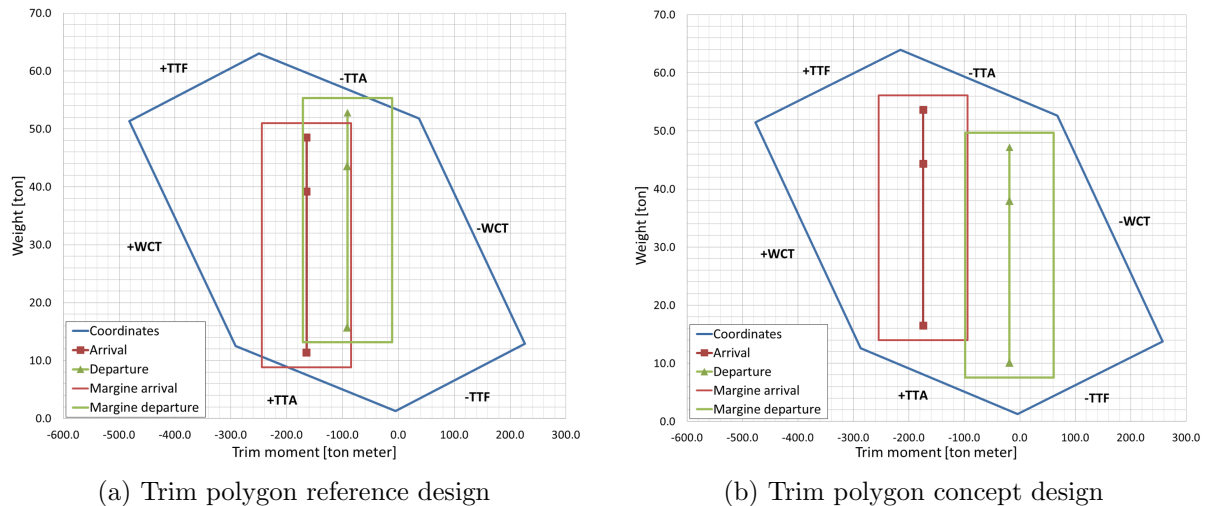 70.0
60.0
50.0
40.0
30.0
20.0
10.0
0.0
Weight [ton]
+TTF
-TTA
+WCT
-WCT
+TTA
-TTF
Coordinates
Arrival
Departure
Margine arrival
Margine departure
-600.0 -500.0 -400.0 -300.0 -200.0 -100.0 0.0 100.0 200.0 300.0
Trim moment [ton meter]
(a) Trim polygon reference design
70.0
60.0
50.0
40.0
30.0
20.0
10.0
0.0
Weight [ton]
+TTF
-TTA
+WCT
-WCT
+TTA
-TTF
Coordinates
Arrival
Departure
Margine arrival
Margine departure
-600.0 -500.0 -400.0 -300.0 -200.0 -100.0 0.0 100.0 200.0 300.0
Trim moment [ton meter]
(b) Trim polygon concept design